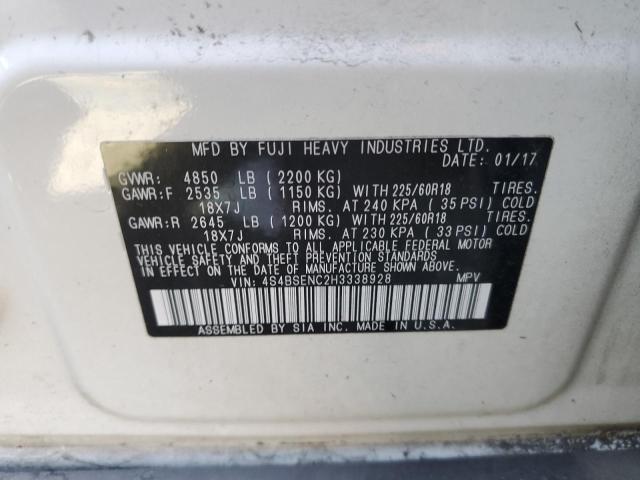 MFD BY FUJI HEAVY INDUSTRIES LTD.
DATE: 01/17
GVWR: 4850 LB (2200 KG)
GAWR:F 2535 LB (1150 KG) WITH 225/60R18 TIRES.
18X7J RIMS. AT 240 KPA (35 PSI) COLD
GAWR:R 2645 LB (1200 KG) WITH 225/60R18 TIRES.
18X7J RIMS. AT 230 KPA (33 PSI) COLD
THIS VEHICLE CONFORMS TO ALL APPLICABLE FEDERAL MOTOR
VEHICLE SAFETY AND THEFT PREVENTION STANDARDS
IN EFFECT ON THE DATE OF MANUFACTURE SHOWN ABOVE.
VIN: 4S4BSENC2H3338928 MPV
ASSEMBLED BY SIA INC. MADE IN U.S.A.